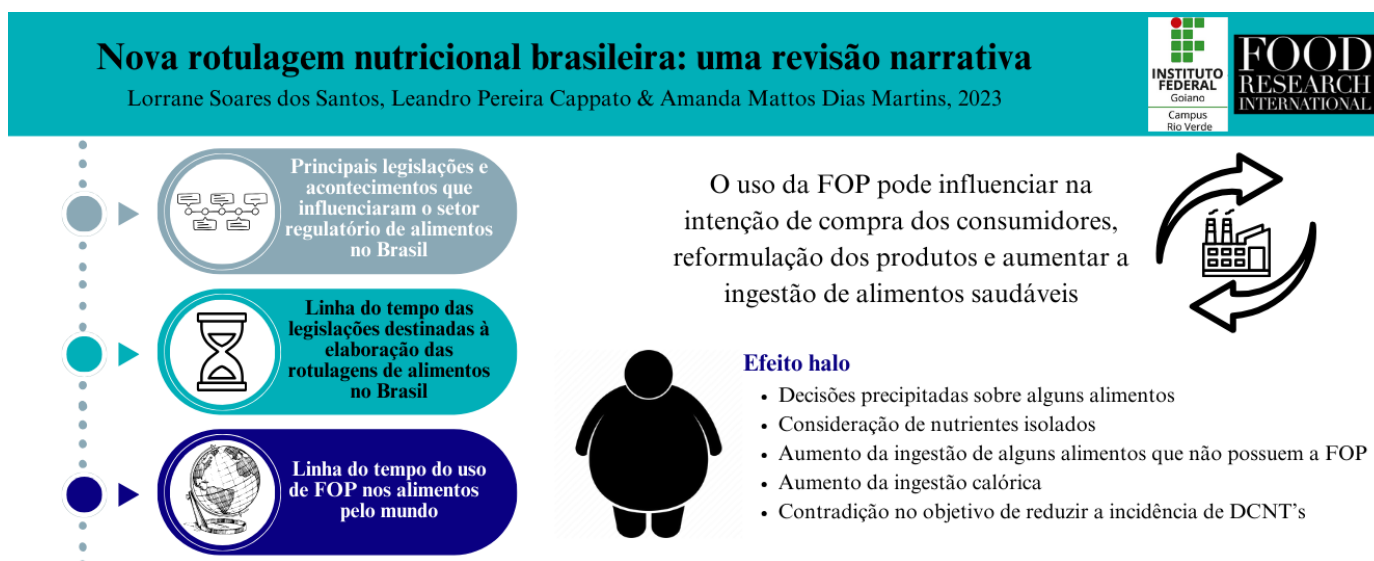 Nova rotulagem nutricional brasileira: uma revisão narrativa
Lorrane Soares dos Santos, Leandro Pereira Cappato & Amanda Mattos Dias Martins, 2023
INSTITUTO
FEDERAL
Goiano
Campus
Rio Verde
FOOD
RESEARCH
INTERNATIONAL
Principais legislações e
acontecimentos que
influenciaram o setor
regulatório de alimentos
no Brasil
Linha do tempo das
legislações destinadas à
elaboração das
rotulagens de alimentos
no Brasil
Linha do tempo do uso
de FOP nos alimentos
pelo mundo
O uso da FOP pode influenciar na
intenção de compra dos consumidores,
reformulação dos produtos e aumentar a
ingestão de alimentos saudáveis
Efeito halo
• Decisões precipitadas sobre alguns alimentos
• Consideração de nutrientes isolados
• Aumento da ingestão de alguns alimentos que não possuem a FOP
• Aumento da ingestão calórica
• Contradição no objetivo de reduzir a incidência de DCNT's